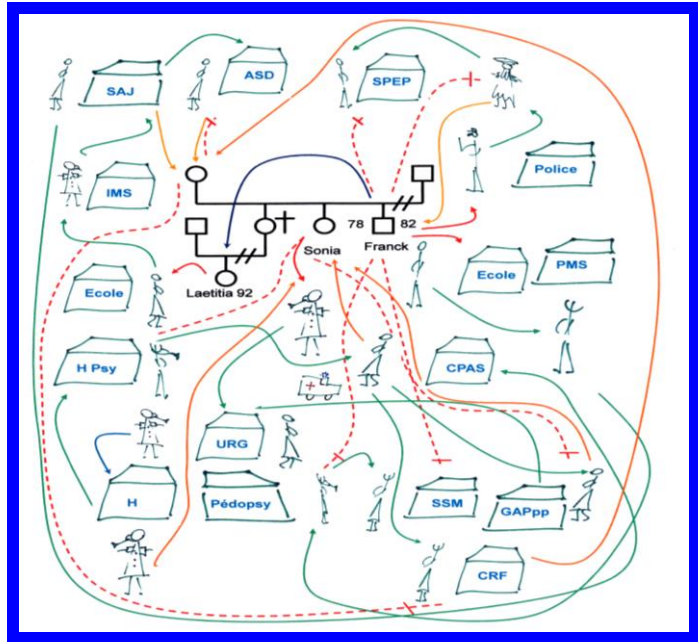 SAJ
ASD
SPEP
IMS
Police
78
82
Sonia
Franck
Ecole
Laetitia 92
Ecole
PMS
H Psy
CPAS
URG
H
Pédopsy
SSM
GAPpp
CRF